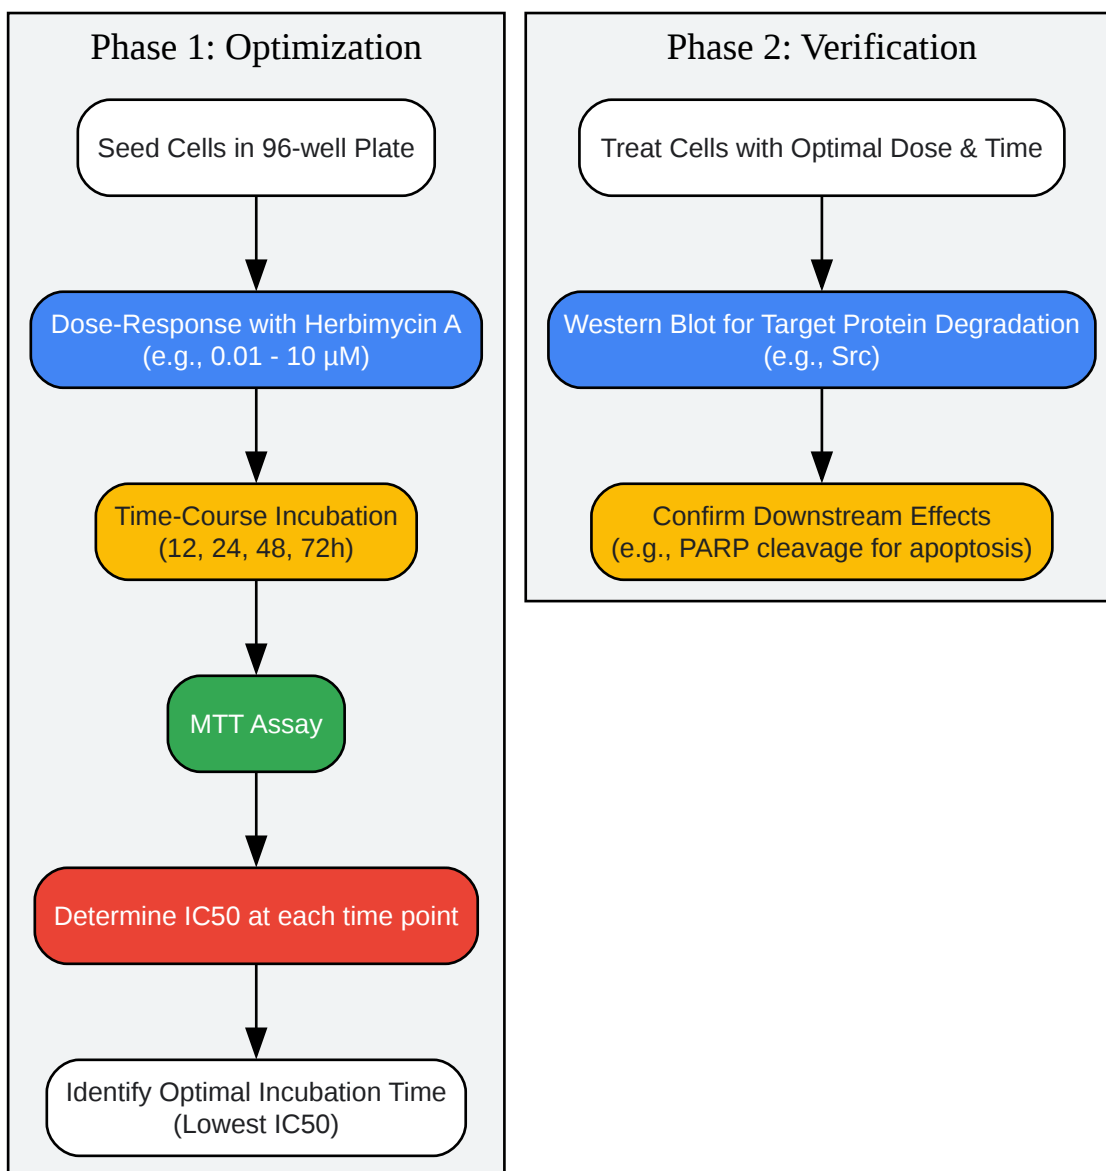 Phase 1: Optimization
Seed Cells in 96-well Plate
Dose-Response with Herbimycin A
(e.g., 0.01 - 10 µM)
Time-Course Incubation
(12, 24, 48, 72h)
MTT Assay
Determine IC50 at each time point
Identify Optimal Incubation Time
(Lowest IC50)
Phase 2: Verification
Treat Cells with Optimal Dose & Time
Western Blot for Target Protein Degradation
(e.g., Src)
Confirm Downstream Effects
(e.g., PARP cleavage for apoptosis)